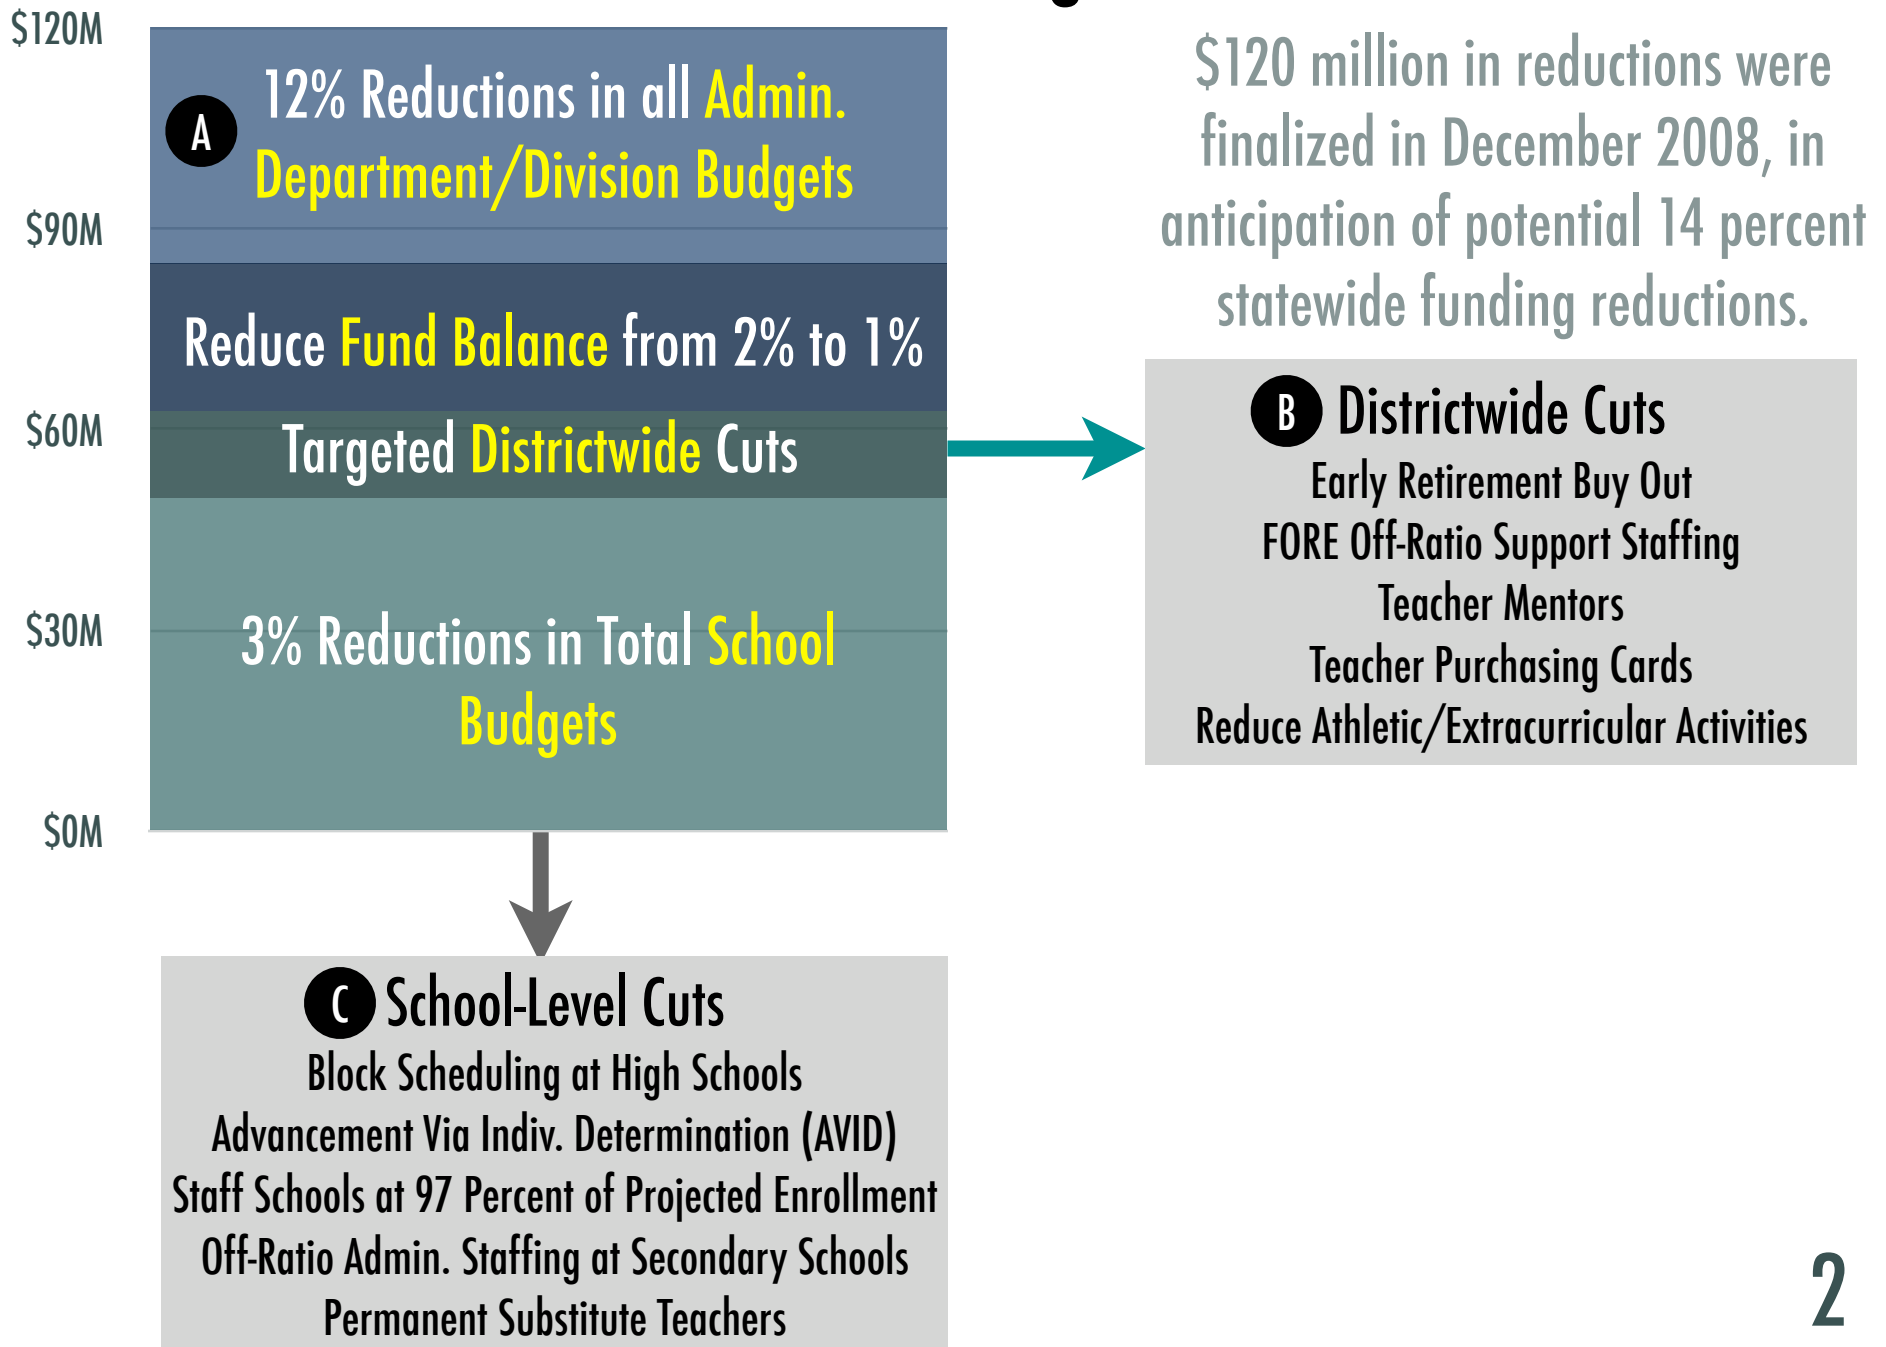 $120M
$90M
$60M
$30M
$0M
A
12% Reductions in all Admin.
Department/Division Budgets
Reduce Fund Balance from 2% to 1%
Targeted Districtwide Cuts
3% Reductions in Total School
Budgets
$120 million in reductions were
finalized in December 2008, in
anticipation of potential 14 percent
statewide funding reductions.
B Districtwide Cuts
Early Retirement Buy Out
FORE Off-Ratio Support Staffing
Teacher Mentors
Teacher Purchasing Cards
Reduce Athletic/Extracurricular Activities
C School-Level Cuts
Block Scheduling at High Schools
Advancement Via Indiv. Determination (AVID)
Staff Schools at 97 Percent of Projected Enrollment
Off-Ratio Admin. Staffing at Secondary Schools
Permanent Substitute Teachers
2